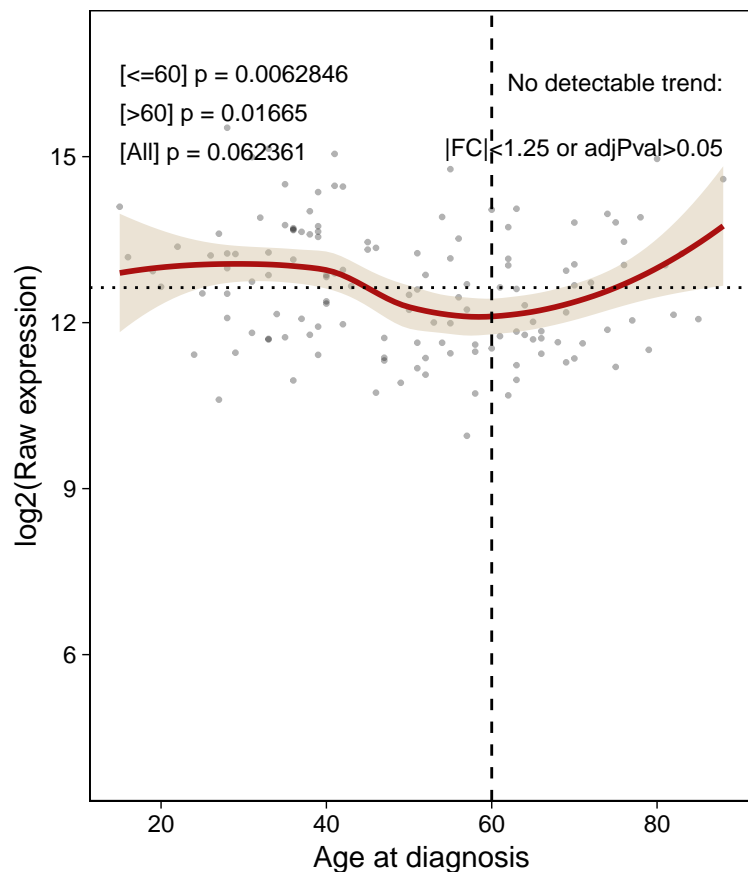 [<=60] p = 0.0062846
[>60] p = 0.01665
[All] p = 0.062361
No detectable trend:
|FC|<1.25 or adjPval>0.05
log2(Raw expression)
15
12
9
6
20
40
60
80
Age at diagnosis